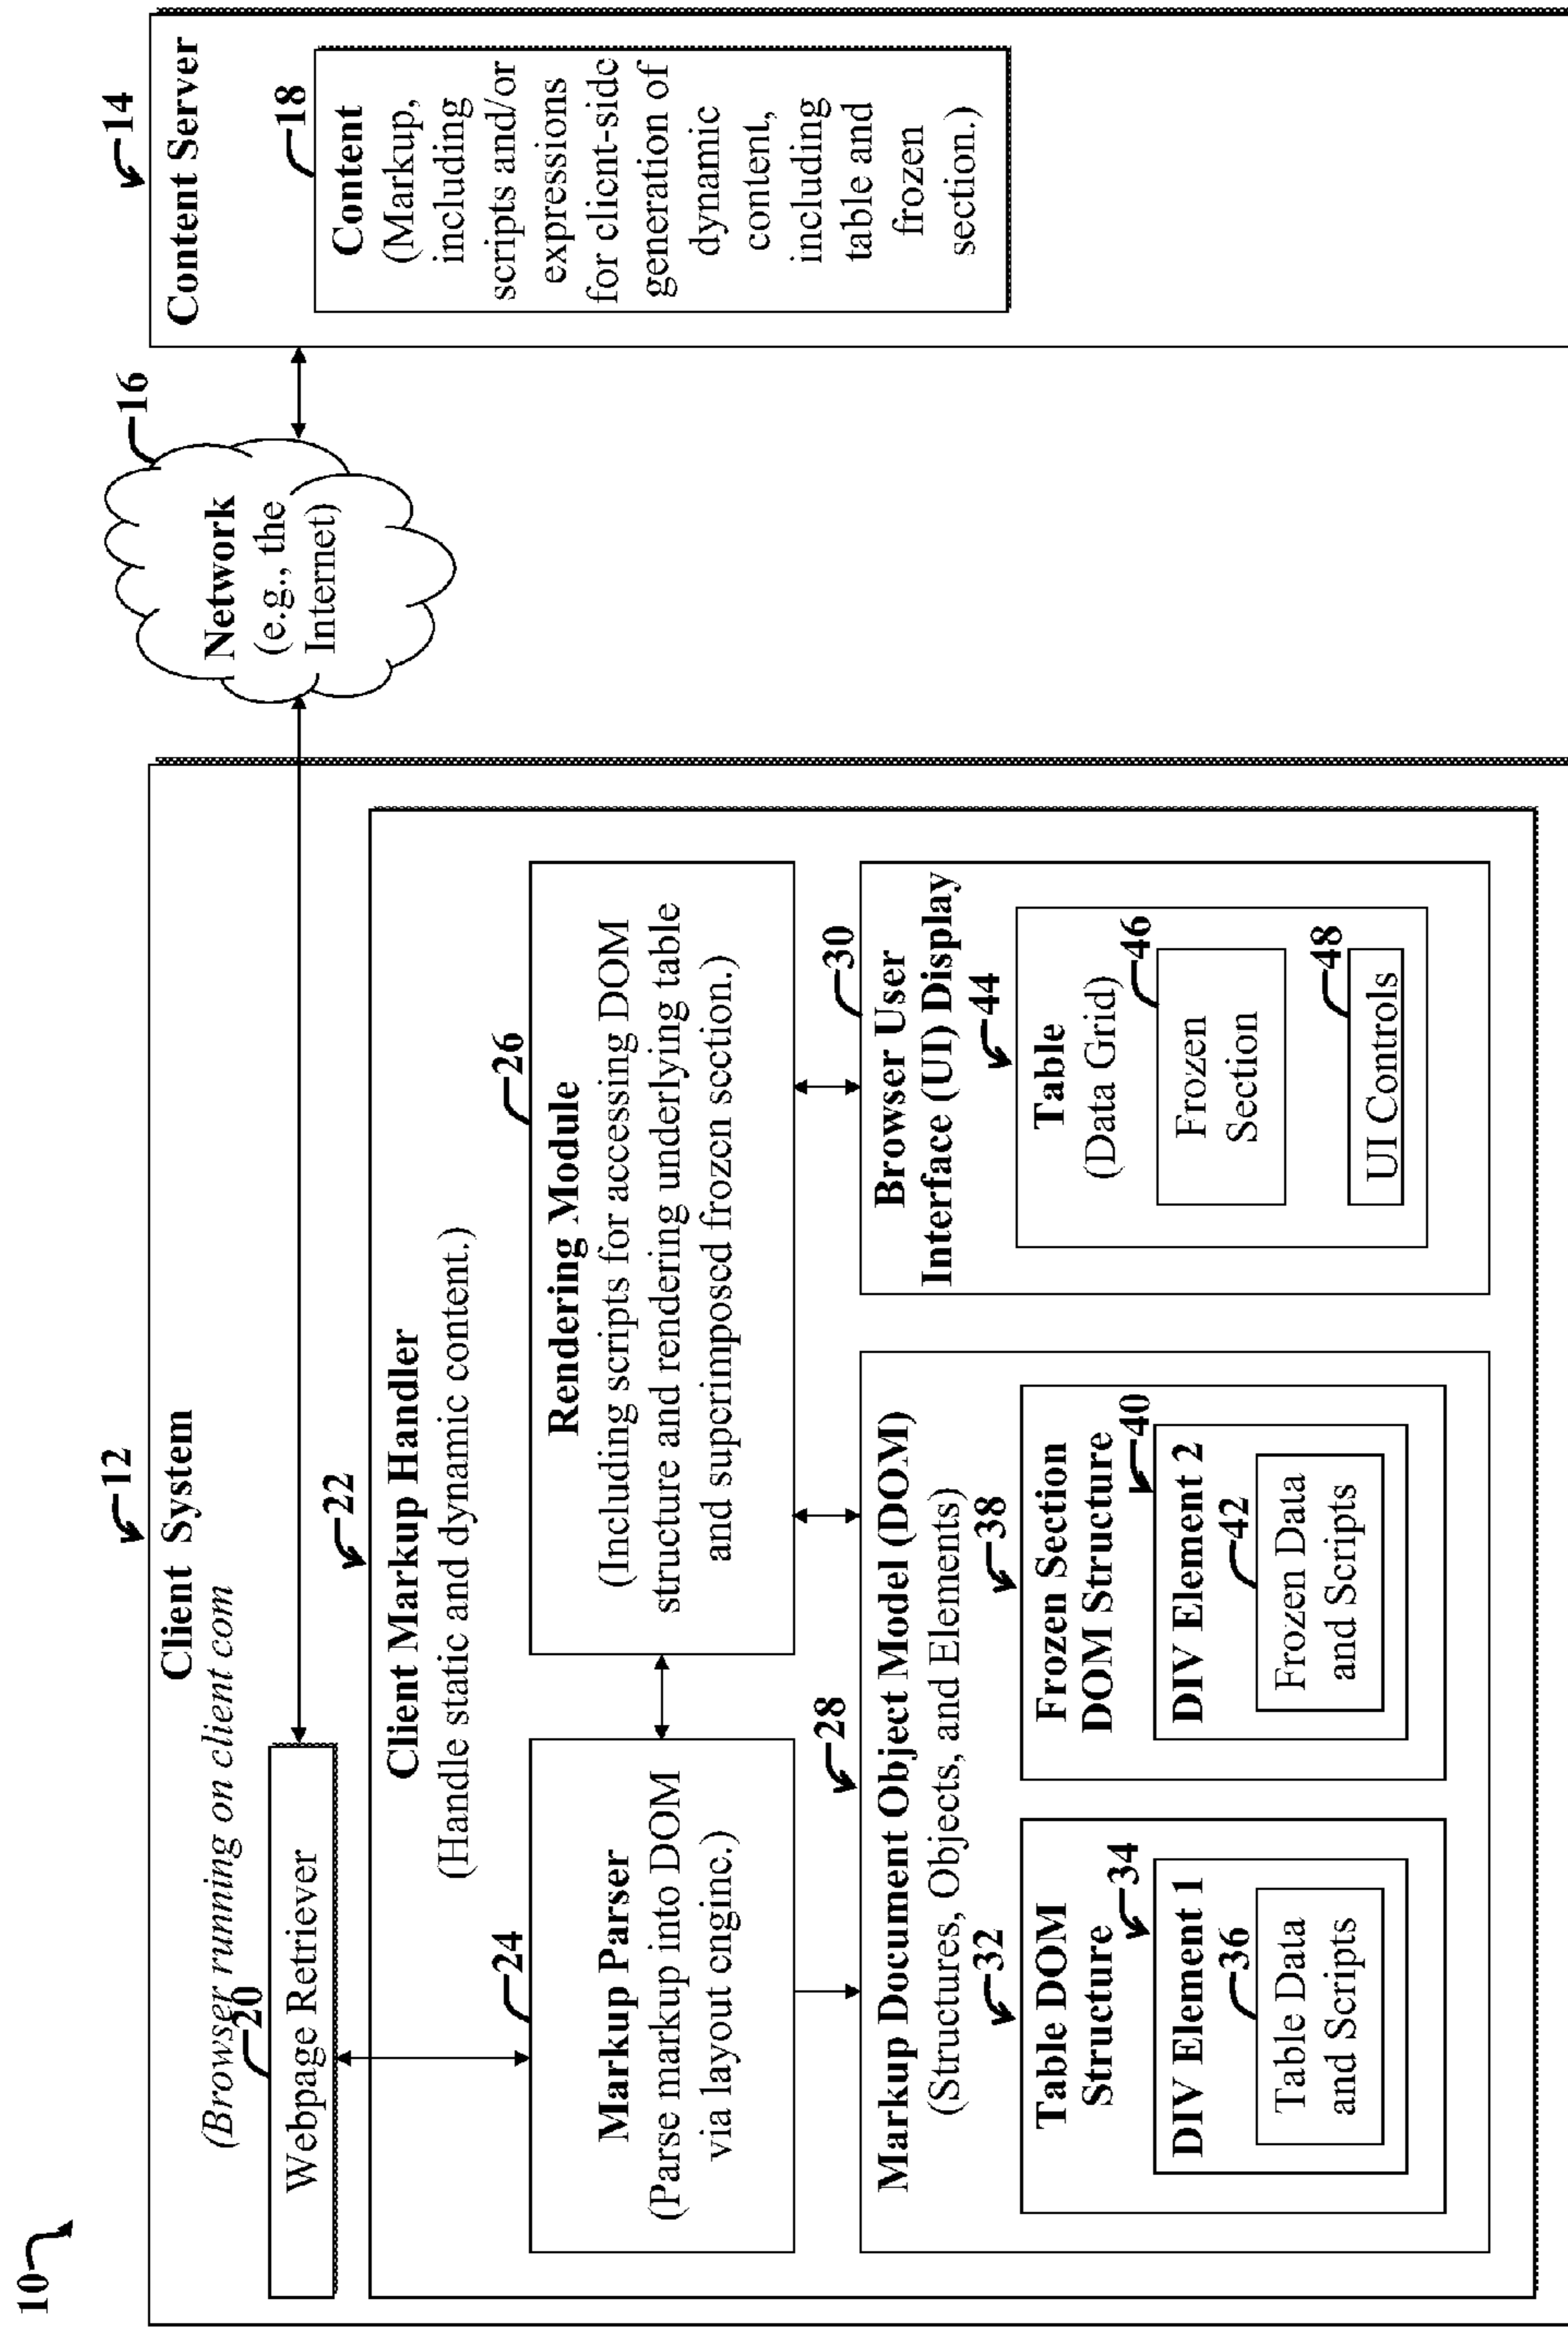 10
12
Client System
(Browser running on client com
20
Webpage Retriever
22
Client Markup Handler
(Handle static and dynamic content.)
24
Markup Parser
(Parse markup into DOM
via layout engine.)
26
Rendering Module
(Including scripts for accessing DOM
structure and rendering underlying table
and superimposed frozen section.)
28
Markup Document Object Model (DOM)
(Structures, Objects, and Elements)
32
Table DOM
Structure
34
DIV Element 1
36
Table Data
and Scripts
38
Frozen Section
DOM Structure
40
DIV Element 2
42
Frozen Data
and Scripts
30
Browser User
Interface (UI) Display
44
Table
(Data Grid)
46
Frozen
Section
48
UI Controls
16
Network
(e.g., the
Internet)
14
Content Server
18
Content
(Markup,
including
scripts and/or
expressions
for client-side
generation of
dynamic
content,
including
table and
frozen
section.)